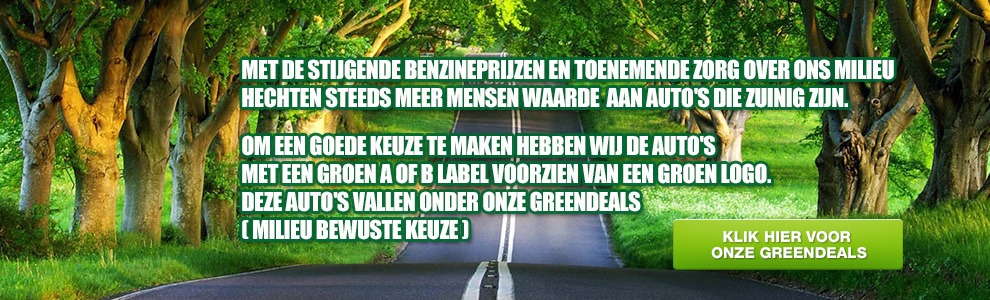 MET DE STIJGENDE BENZINEPRIJZEN EN TOENEMENDE ZORG OVER ONS MILIEU
HECHTEN STEEDS MEER MENSEN WAARDE AAN AUTO'S DIE ZUINIG ZIJN.
OM EEN GOEDE KEUZE TE MAKEN HEBBEN WIJ DE AUTO'S
MET EEN GROEN A OF B LABEL VOORZIEN VAN EEN GROEN LOGO.
DEZE AUTO'S VALLEN ONDER ONZE GREENDEALS
( MILIEU BEWUSTE KEUZE )
KLIK HIER VOOR
ONZE GREENDEALS